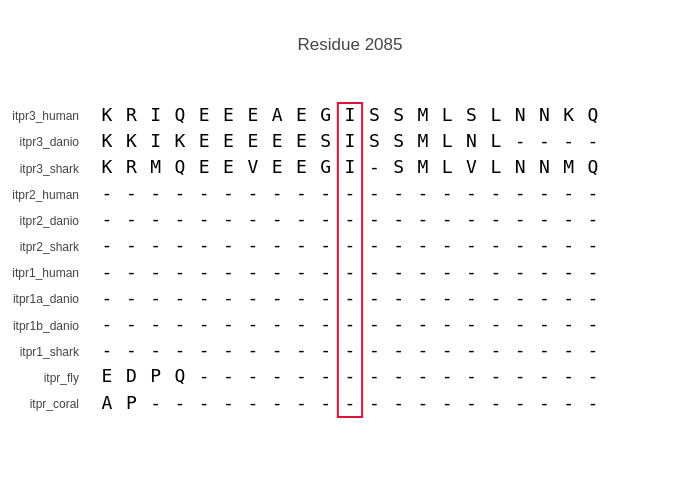 Residue 2085
itpr3_human K R I Q E E E A E G I S S M L S L N N K Q
itpr3_danio K K I K E E E E E S I S S M L N L - - - -
itpr3_shark K R M Q E E V E E G I - S M L V L N N M Q
itpr2_human - - - - - - - - - - - - - - - - - - - - -
itpr2_danio - - - - - - - - - - - - - - - - - - - - -
itpr2_shark - - - - - - - - - - - - - - - - - - - - -
itpr1_human - - - - - - - - - - - - - - - - - - - - -
itpr1a_danio - - - - - - - - - - - - - - - - - - - - -
itpr1b_danio - - - - - - - - - - - - - - - - - - - - -
itpr1_shark - - - - - - - - - - - - - - - - - - - - -
itpr_fly E D P Q - - - - - - - - - - - - - - - - -
itpr_coral A P - - - - - - - - - - - - - - - - - - -